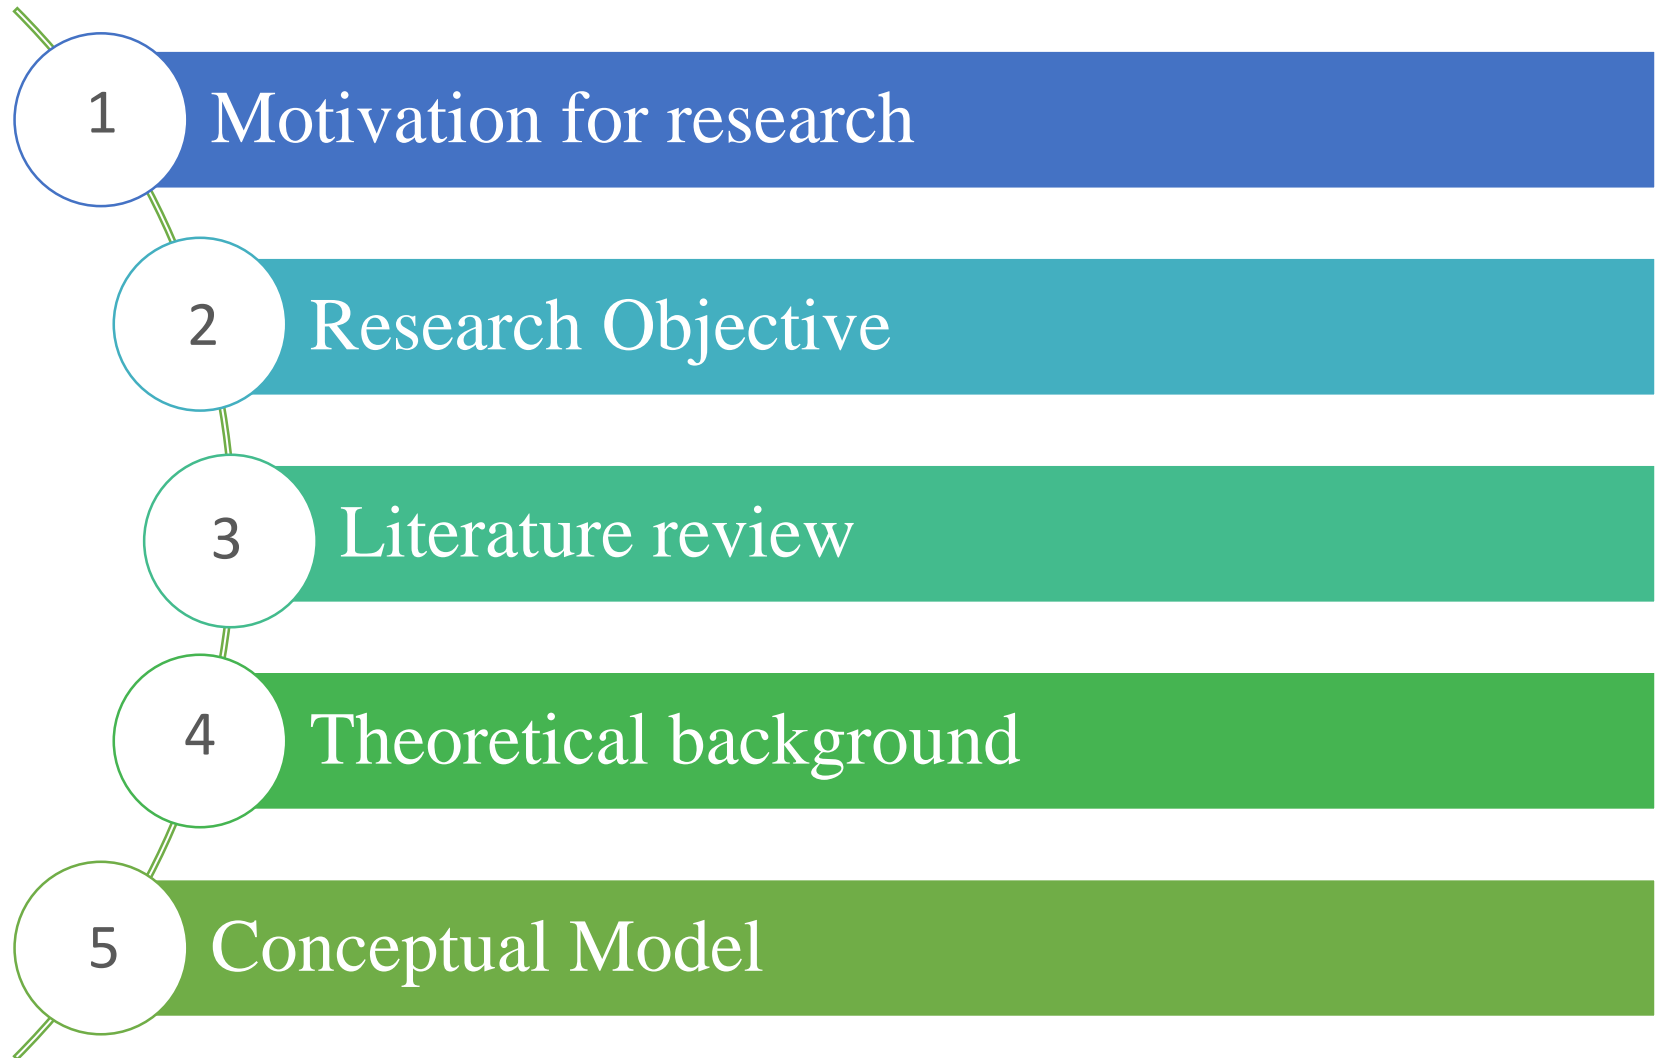 1 Motivation for research
2 Research Objective
3 Literature review
4 Theoretical background
5 Conceptual Model